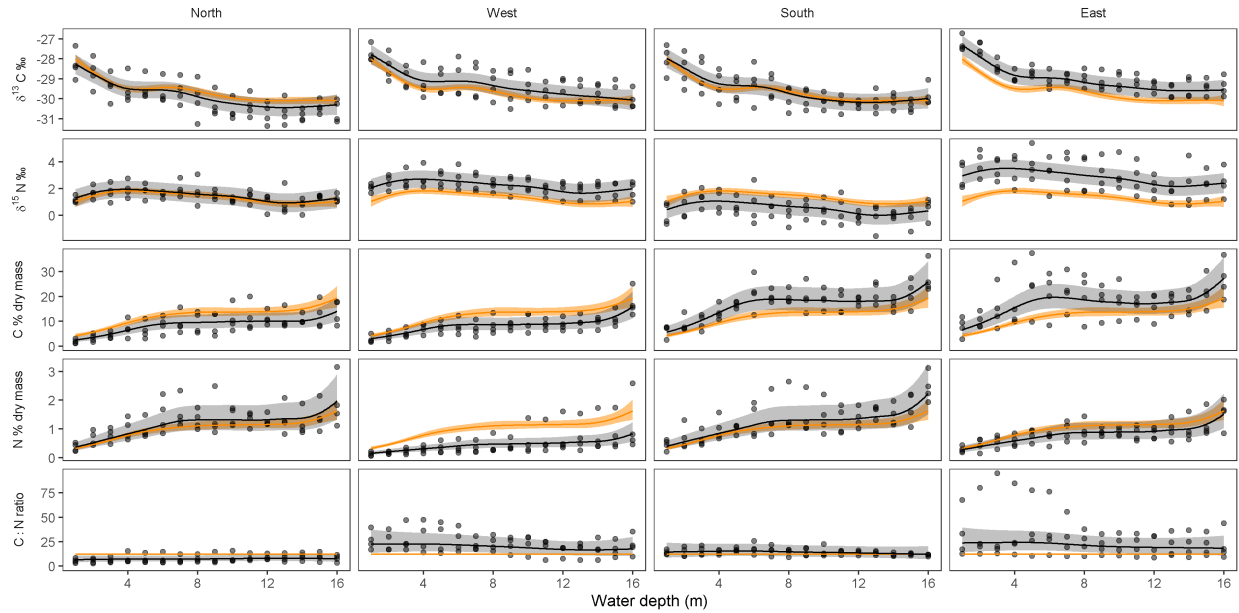 North West South East
δ13 C ‰
-27
-28
-29
-30
-31
δ15 N ‰
4
2
0
C % dry mass
30
20
10
0
N % dry mass
3
2
1
0
C : N ratio
75
50
25
0
4 8 12 16 4 8 12 16 4 8 12 16 4 8 12 16
Water depth (m)